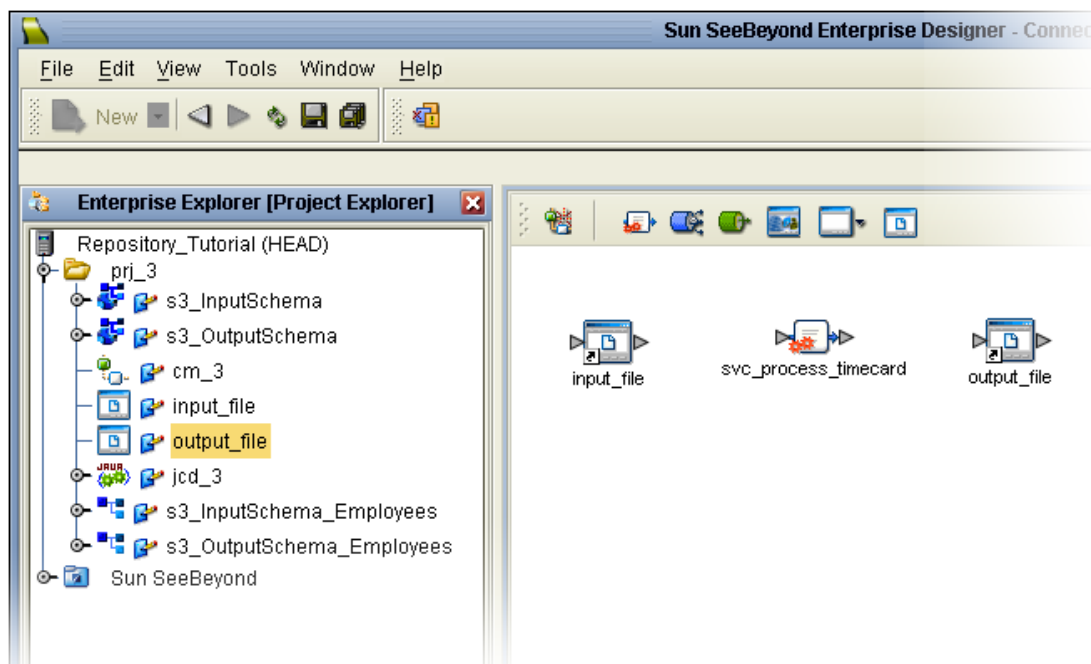 Sun SeeBeyond Enterprise Designer - Connec
File Edit View Tools Window Help
New
Enterprise Explorer [Project Explorer]
Repository_Tutorial (HEAD)
prj_3
s3_InputSchema
s3_OutputSchema
cm_3
input_file
output_file
JAVA
jcd_3
s3_InputSchema_Employees
s3_OutputSchema_Employees
Sun SeeBeyond
input_file
svc_process_timecard
output_file